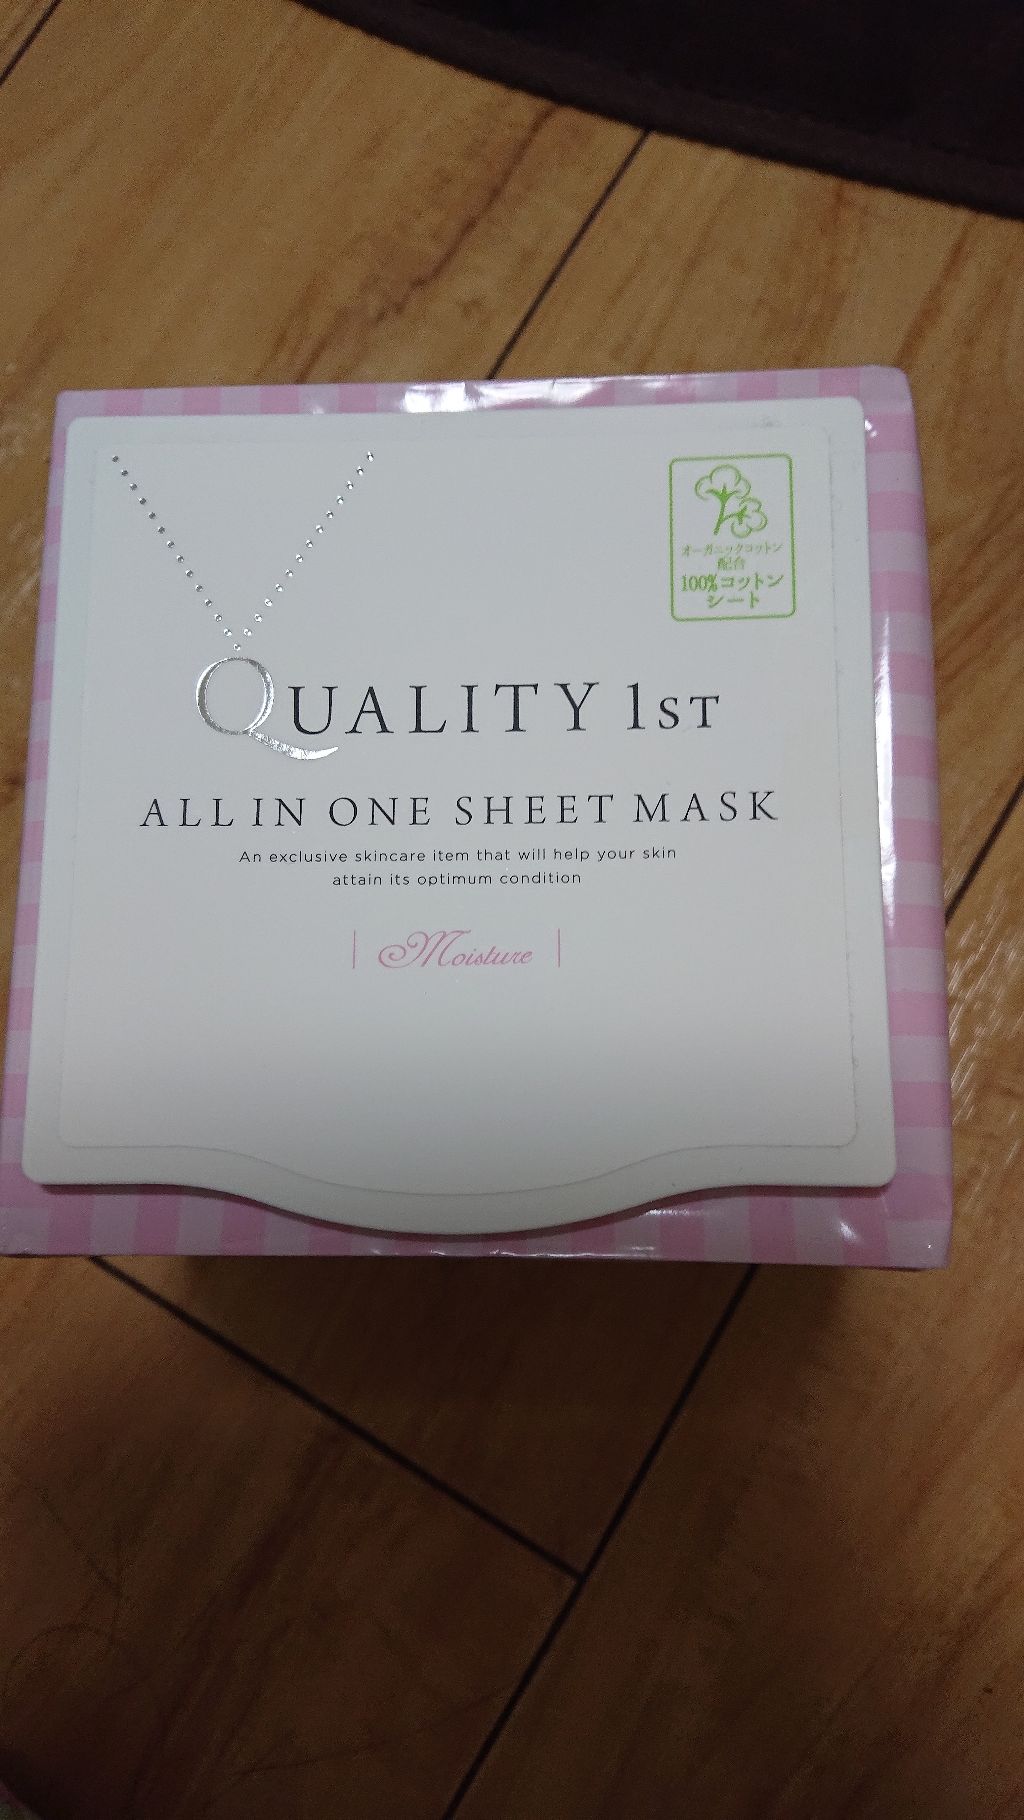 オーガニックコットン
配合
100%コットン
シート
QUALITY 1ST
ALL IN ONE SHEET MASK
An exclusive skincare item that will help your skin
attain its optimum condition
Moisture